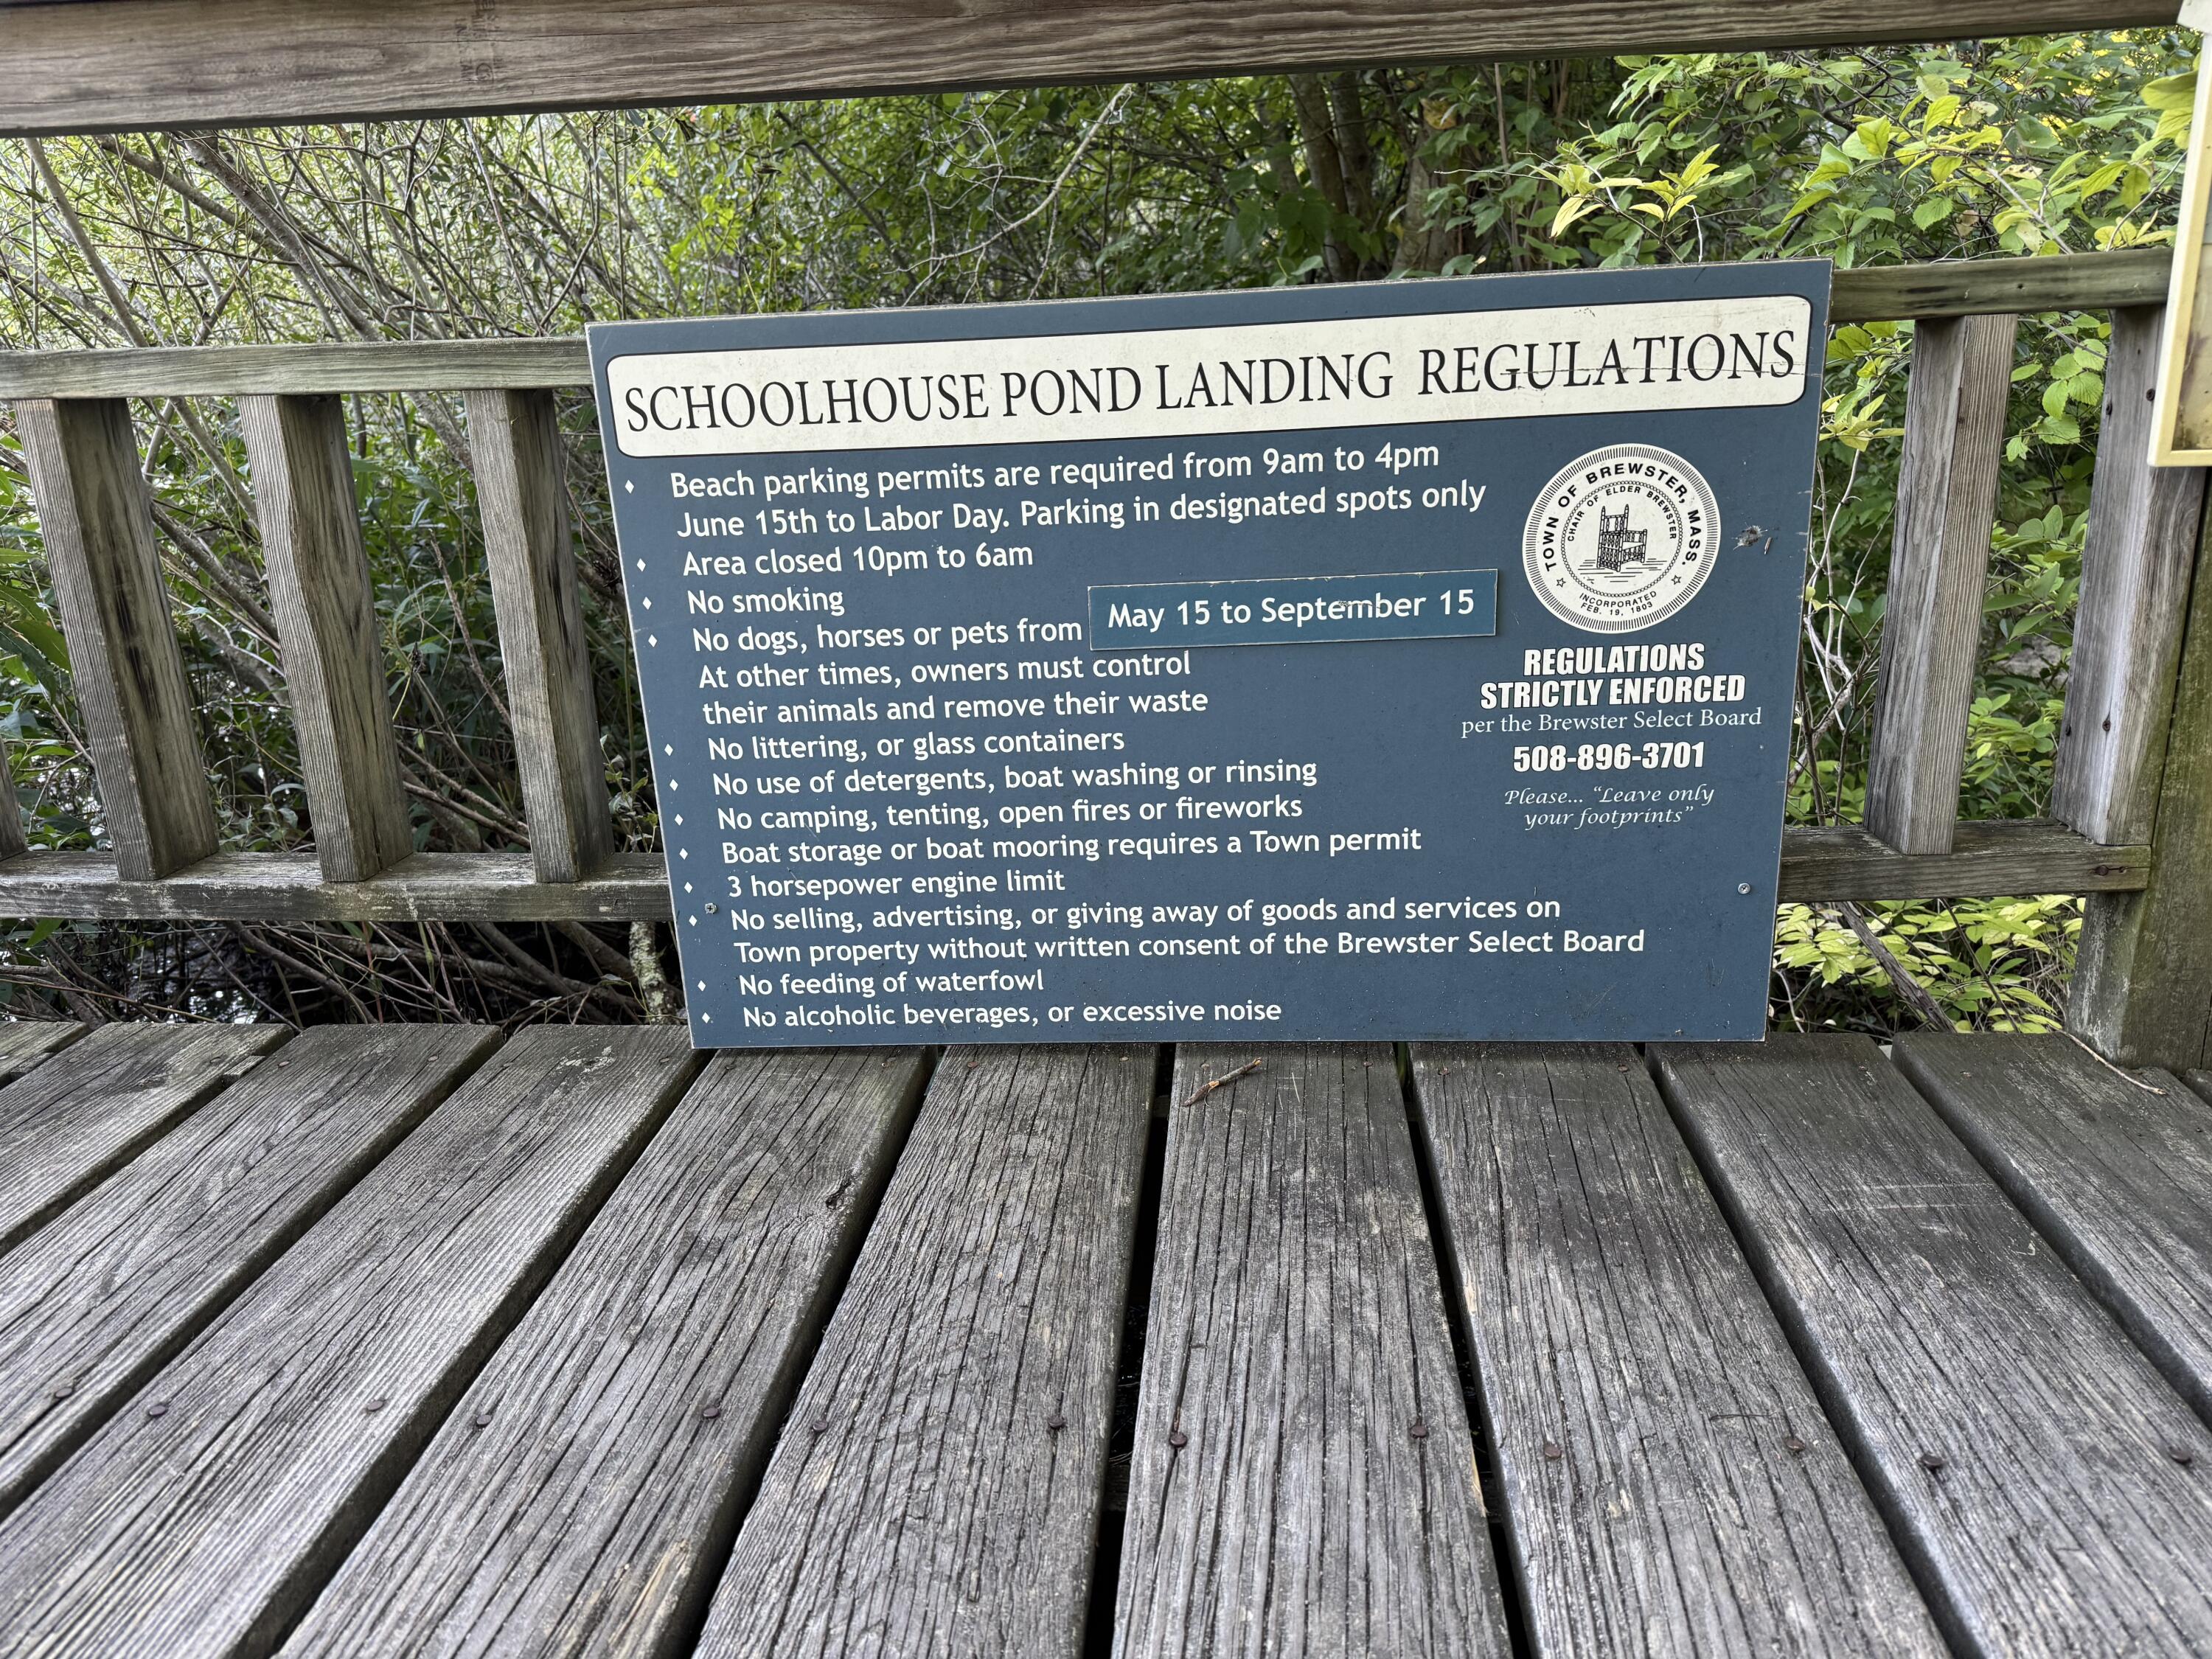 SCHOOLHOUSE POND LANDING REGULATIONS
Beach parking permits are required from 9am to 4pm
June 15th to Labor Day. Parking in designated spots only
Area closed 10pm to 6am
No smoking
No dogs, horses or pets from May 15 to September 15
At other times, owners must control
their animals and remove their waste
No littering, or glass containers
No use of detergents, boat washing or rinsing
No camping, tenting, open fires or fireworks
Boat storage or boat mooring requires a Town permit
3 horsepower engine limit
No selling, advertising, or giving away of goods and services on
Town property without written consent of the Brewster Select Board
No feeding of waterfowl
No alcoholic beverages, or excessive noise
TOWN OF BREWSTER, MASS.
CHAIR OF ELDER BREWSTER
INCORPORATED
FEB. 19, 1803
REGULATIONS
STRICTLY ENFORCED
per the Brewster Select Board
508-896-3701
Please... "Leave only
your footprints"